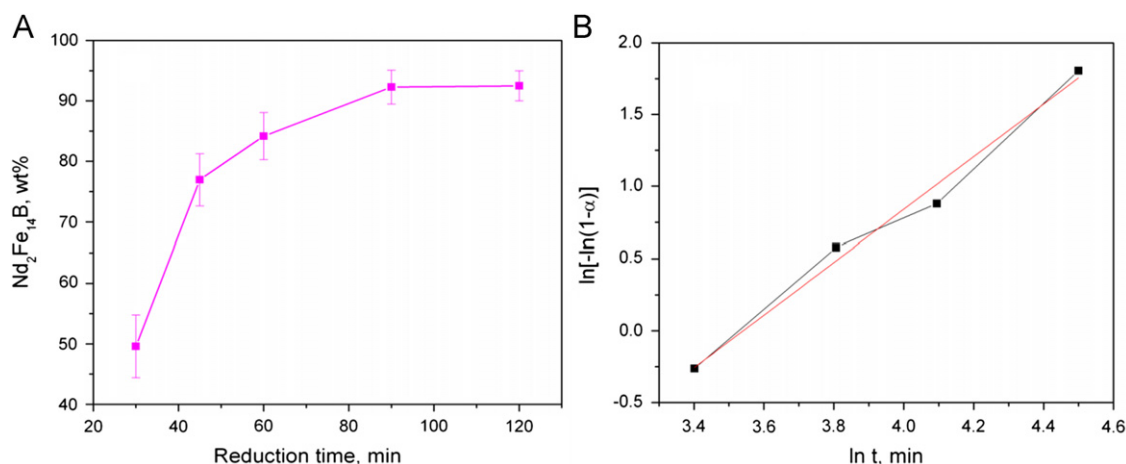 A
100
90
80
70
60
50
40
20 40 60 80 100 120
Nd₂Fe₁₄B, wt%
Reduction time, min
B
2.0
1.5
1.0
0.5
0.0
-0.5
3.4 3.6 3.8 4.0 4.2 4.4 4.6
ln[-ln(1-α)]
ln t, min